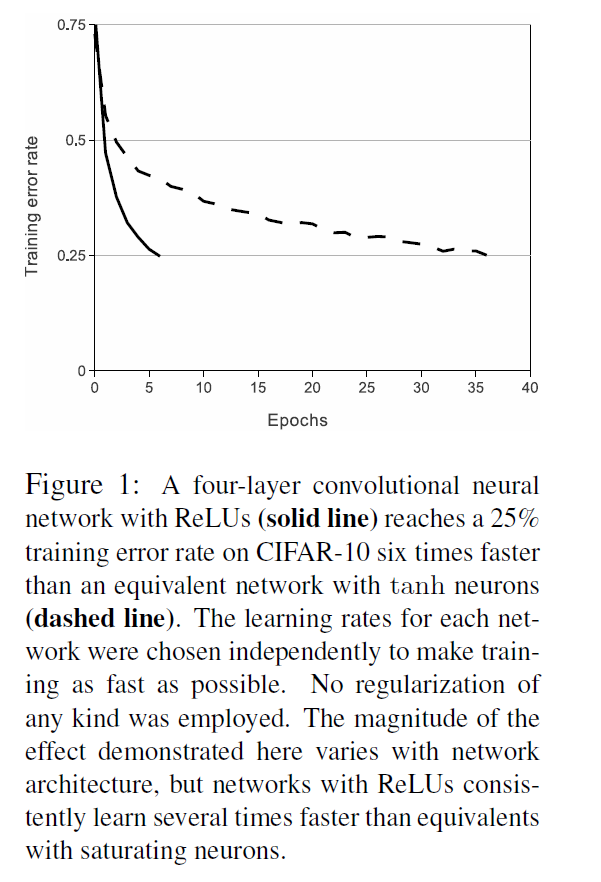 0.75
0.5
0.25
0
Training error rate
0 5 10 15 20 25 30 35 40
Epochs
Figure 1: A four-layer convolutional neural
network with ReLUs (solid line) reaches a 25%
training error rate on CIFAR-10 six times faster
than an equivalent network with tanh neurons
(dashed line). The learning rates for each net-
work were chosen independently to make train-
ing as fast as possible. No regularization of
any kind was employed. The magnitude of the
effect demonstrated here varies with network
architecture, but networks with ReLUs consis-
tently learn several times faster than equivalents
with saturating neurons.